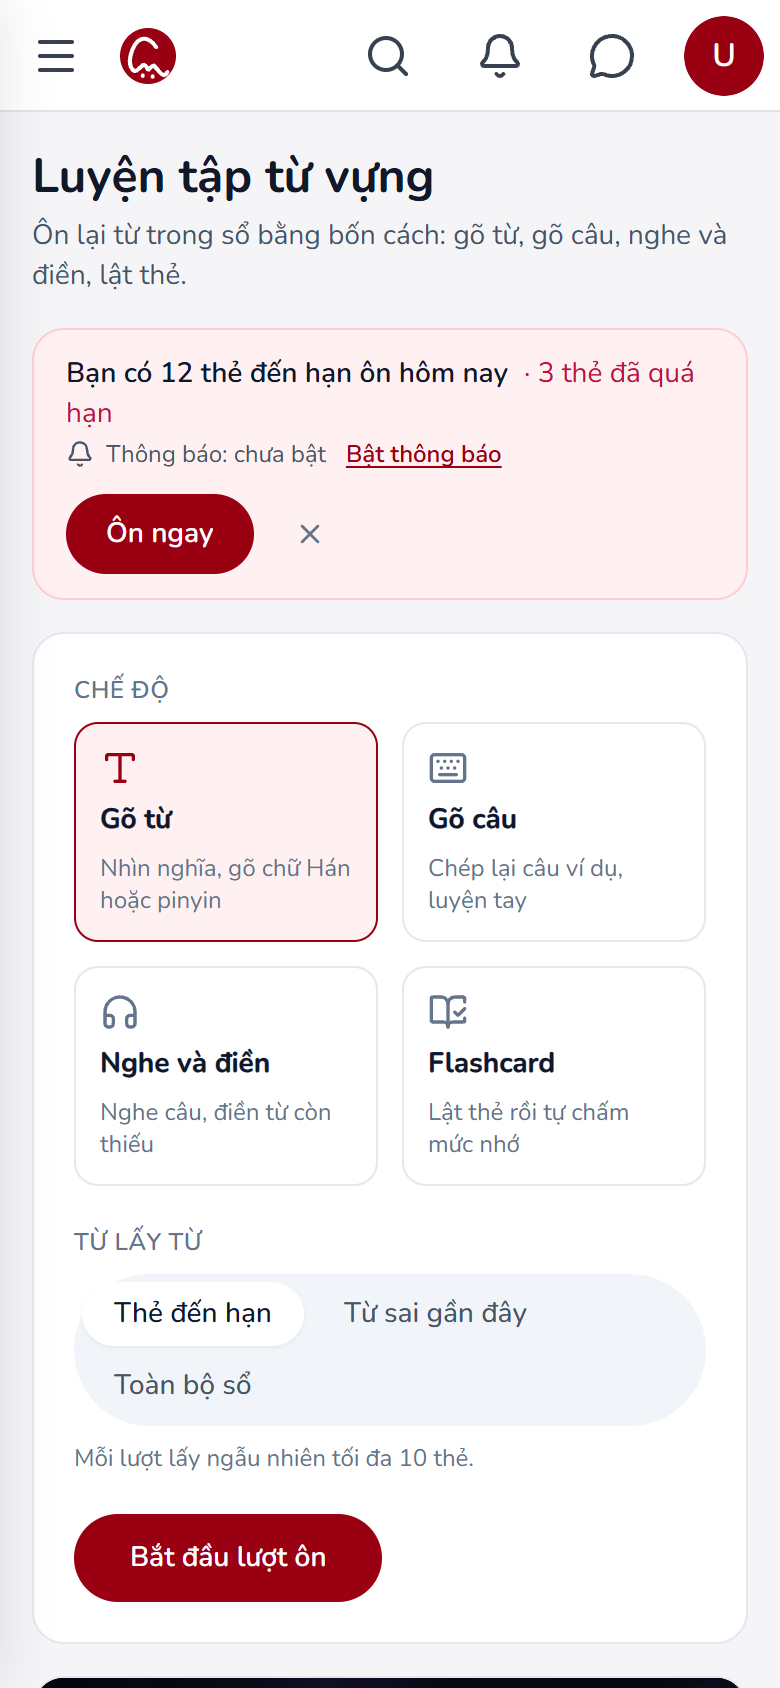 U
Luyện tập từ vựng
Ôn lại từ trong sổ bằng bốn cách: gõ từ, gõ câu, nghe và
điền, lật thẻ.
Bạn có 12 thẻ đến hạn ôn hôm nay · 3 thẻ đã quá
hạn
Thông báo: chưa bật Bật thông báo
Ôn ngay
CHẾ ĐỘ
Gõ từ
Nhìn nghĩa, gõ chữ Hán
hoặc pinyin
Gõ câu
Chép lại câu ví dụ,
luyện tay
Nghe và điền
Nghe câu, điền từ còn
thiếu
Flashcard
Lật thẻ rồi tự chấm
mức nhớ
TỪ LẤY TỪ
Thẻ đến hạn Từ sai gần đây
Toàn bộ sổ
Mỗi lượt lấy ngẫu nhiên tối đa 10 thẻ.
Bắt đầu lượt ôn